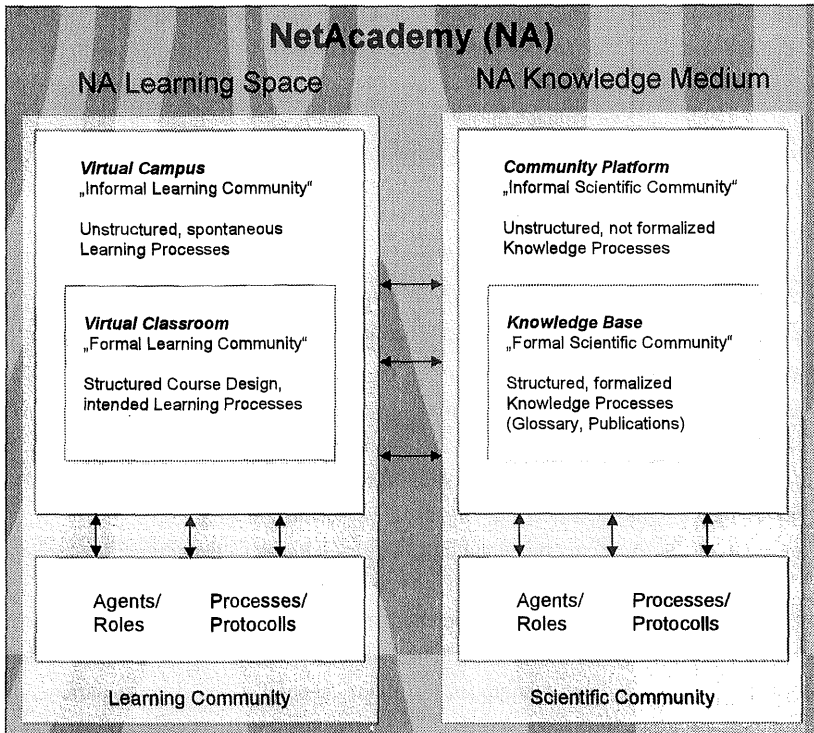 NetAcademy (NA)
NA Learning Space
Virtual Campus
„Informal Learning Community“
Unstructured, spontaneous
Learning Processes
Virtual Classroom
„Formal Learning Community“
Structured Course Design,
intended Learning Processes
Agents/
Roles
Processes/
Protocolls
Learning Community
NA Knowledge Medium
Community Platform
„Informal Scientific Community“
Unstructured, not formalized
Knowledge Processes
Knowledge Base
„Formal Scientific Community“
Structured, formalized
Knowledge Processes
(Glossary, Publications)
Agents/
Roles
Processes/
Protocolls
Scientific Community